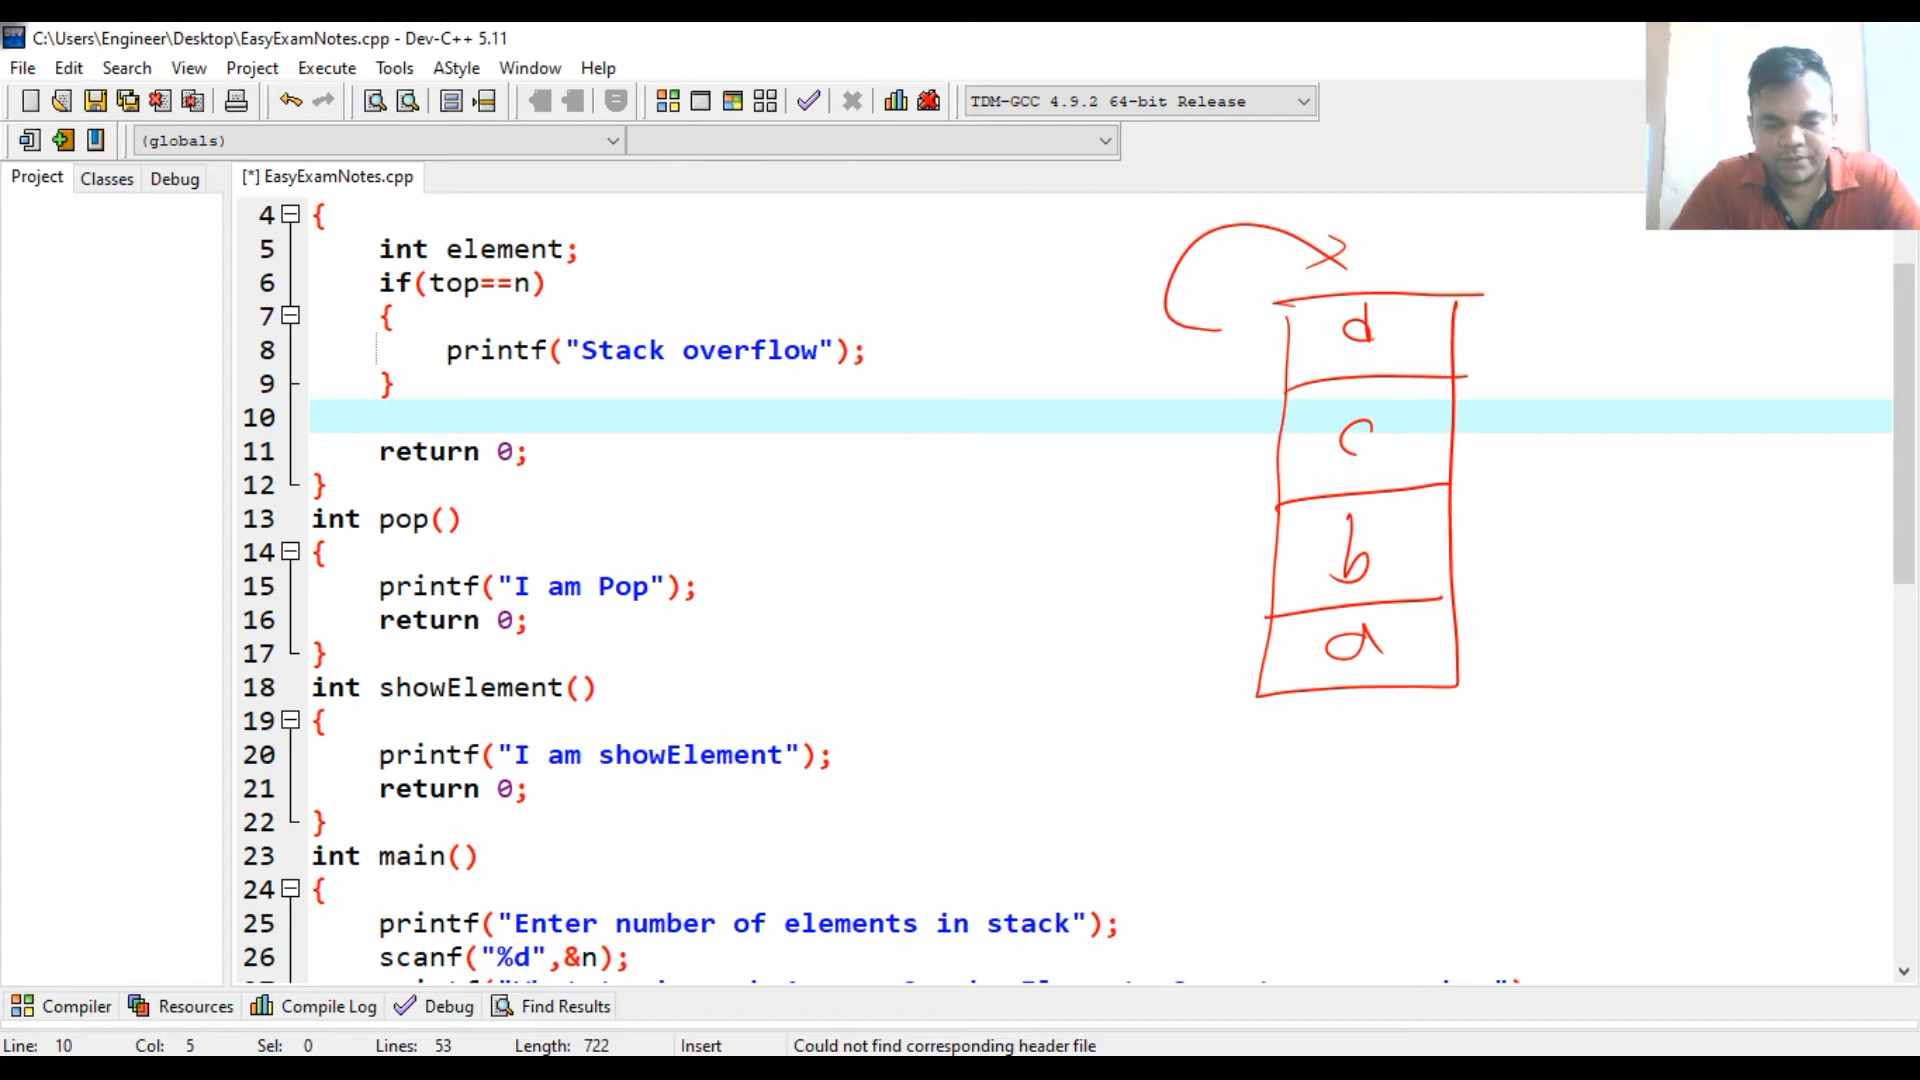 C:\Users\Engineer\Desktop\EasyExamNotes.cpp - Dev-C++ 5.11
File Edit Search View Project Execute Tools AStyle Window Help
TDM-GCC 4.9.2 64-bit Release
(globals)
Project Classes Debug [*] EasyExamNotes.cpp
4 {
5 int element;
6 if(top==n)
7 {
8 printf("Stack overflow");
9 }
10
11 return 0;
12 }
13 int pop()
14 {
15 printf("I am Pop");
16 return 0;
17 }
18 int showElement()
19 {
20 printf("I am showElement");
21 return 0;
22 }
23 int main()
24 {
25 printf("Enter number of elements in stack");
26 scanf("%d",&n);
d
c
b
a
Compiler Resources Compile Log Debug Find Results
Line: 10 Col: 5 Sel: 0 Lines: 53 Length: 722 Insert Could not find corresponding header file